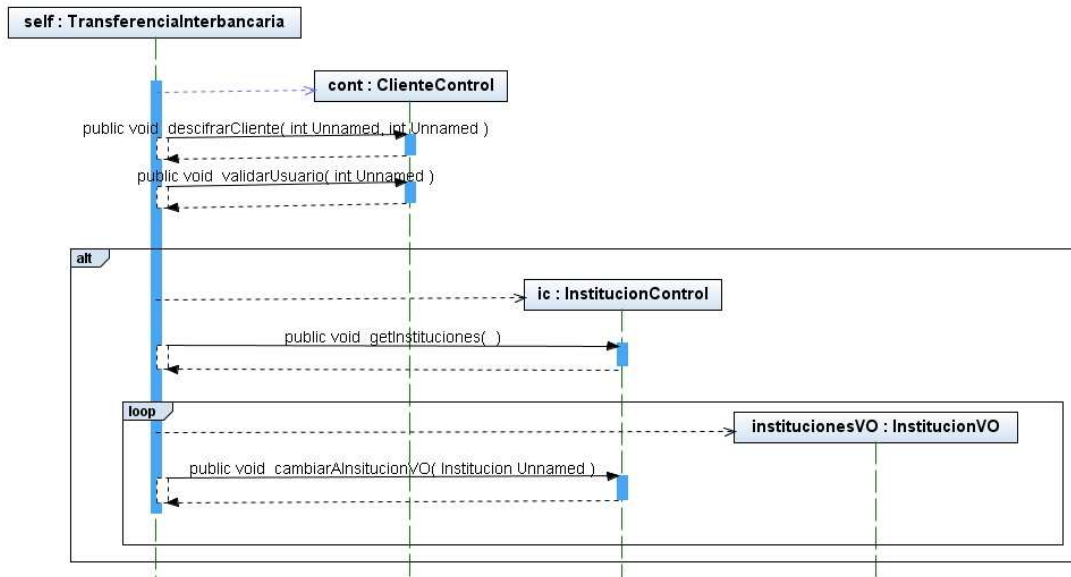 self : TransferenciaInterbancaria
cont : ClienteControl
public void descifrarCliente( int Unnamed, int Unnamed )
public void validarUsuario( int Unnamed )
alt
ic : InstitucionControl
public void getInstituciones( )
loop
institucionesVO : InstitucionVO
public void cambiarAInsitucionVO( Institucion Unnamed )